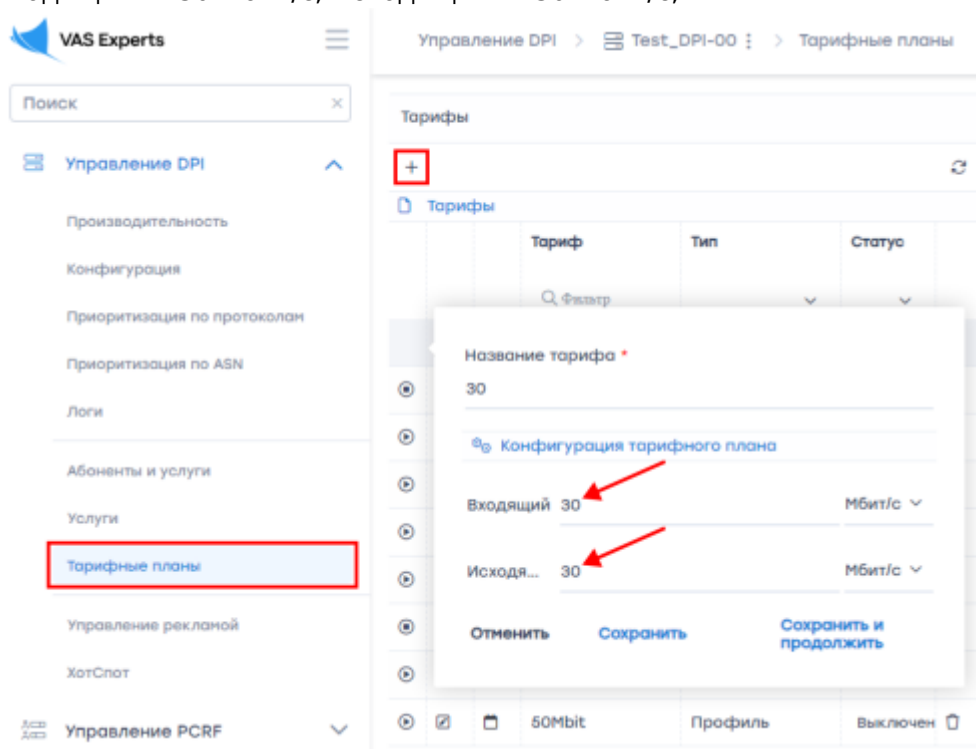 VAS Experts
Управление DPI > Test_DPI-00 > Тарифные планы
Поиск
Тарифы
Управление DPI
Тарифы
Производительность
Тариф Тип Статус
Конфигурация
Фильтр
Приоритизация по протоколам
Название тарифа *
Приоритизация по ASN
30
Логи
Конфигурация тарифного плана
Абоненты и услуги
Входящий 30 Мбит/с
Услуги
Тарифные планы
Исходя... 30 Мбит/с
Управление рекламой
Отменить Сохранить Сохранить и
продолжить
ХотСпот
Управление PCRF
50Mbit Профиль Выключен